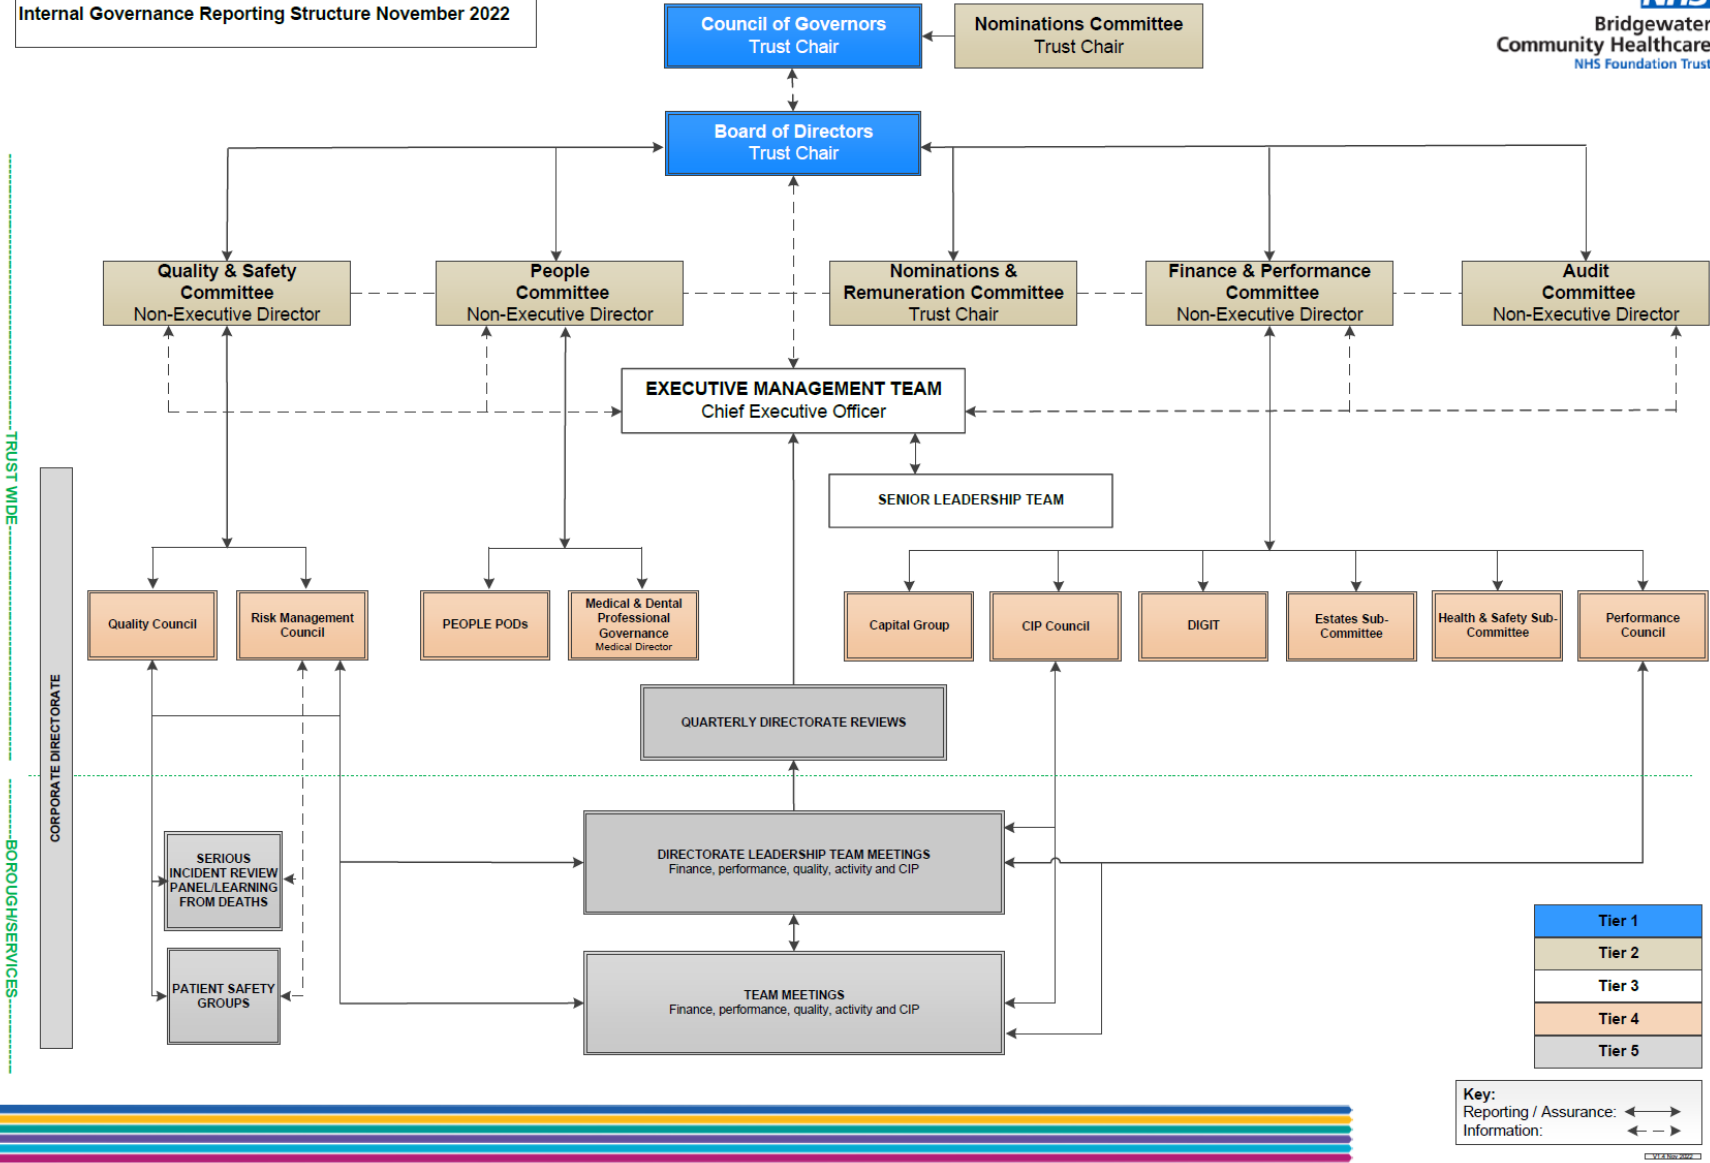 Internal Governance Reporting Structure November 2022
Council of Governors
Trust Chair
Nominations Committee
Trust Chair
NHS
Bridgewater
Community Healthcare
NHS Foundation Trust
Board of Directors
Trust Chair
Quality & Safety
Committee
Non-Executive Director
People
Committee
Non-Executive Director
Nominations &
Remuneration Committee
Trust Chair
Finance & Performance
Committee
Non-Executive Director
Audit
Committee
Non-Executive Director
EXECUTIVE MANAGEMENT TEAM
Chief Executive Officer
SENIOR LEADERSHIP TEAM
TRUST WIDE
CORPORATE DIRECTORATE
Quality Council
Risk Management
Council
PEOPLE PODs
Medical & Dental
Professional
Governance
Medical Director
Capital Group
CIP Council
DIGIT
Estates Sub-
Committee
Health & Safety Sub-
Committee
Performance
Council
QUARTERLY DIRECTORATE REVIEWS
BOROUGH/SERVICES
SERIOUS
INCIDENT REVIEW
PANEL/LEARNING
FROM DEATHS
DIRECTORATE LEADERSHIP TEAM MEETINGS
Finance, performance, quality, activity and CIP
PATIENT SAFETY
GROUPS
TEAM MEETINGS
Finance, performance, quality, activity and CIP
Tier 1
Tier 2
Tier 3
Tier 4
Tier 5
Key:
Reporting / Assurance:
Information:
V1.4 Nov 2022